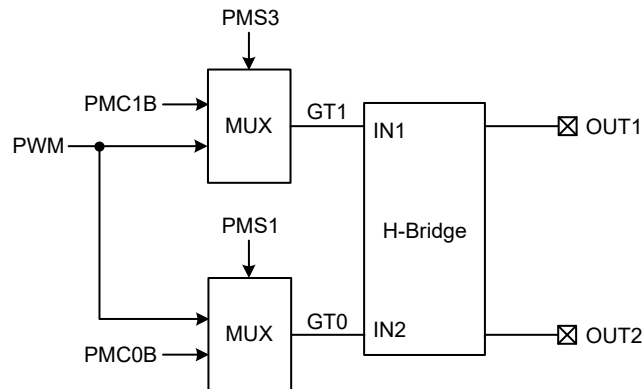 PMS3
PMC1B
MUX
GT1
IN1
OUT1
PWM
PMS1
H-Bridge
MUX
GT0
IN2
OUT2
PMC0B